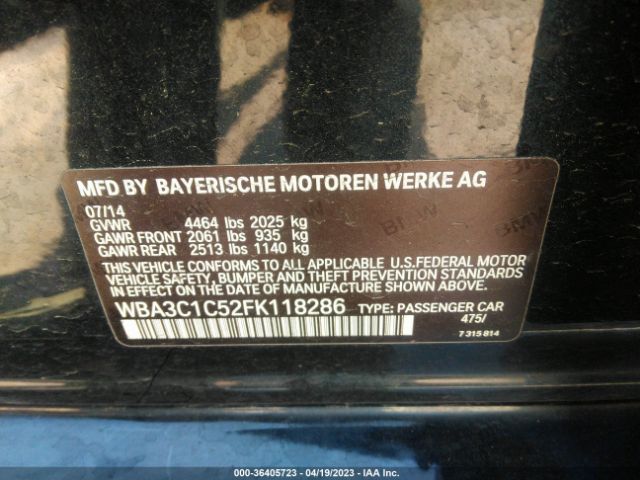 MFD BY BAYERISCHE MOTOREN WERKE AG
07/14
GVWR 4464 lbs 2025 kg
GAWR FRONT 2061 lbs 935 kg
GAWR REAR 2513 lbs 1140 kg
THIS VEHICLE CONFORMS TO ALL APPLICABLE U.S.FEDERAL MOTOR
VEHICLE SAFETY, BUMPER AND THEFT PREVENTION STANDARDS
IN EFFECT ON THE DATE OF MANUFACTURE SHOWN ABOVE.
WBA3C1C52FK118286 TYPE: PASSENGER CAR
475/
7 315 814
000-36405723 - 04/19/2023 - IAA Inc.